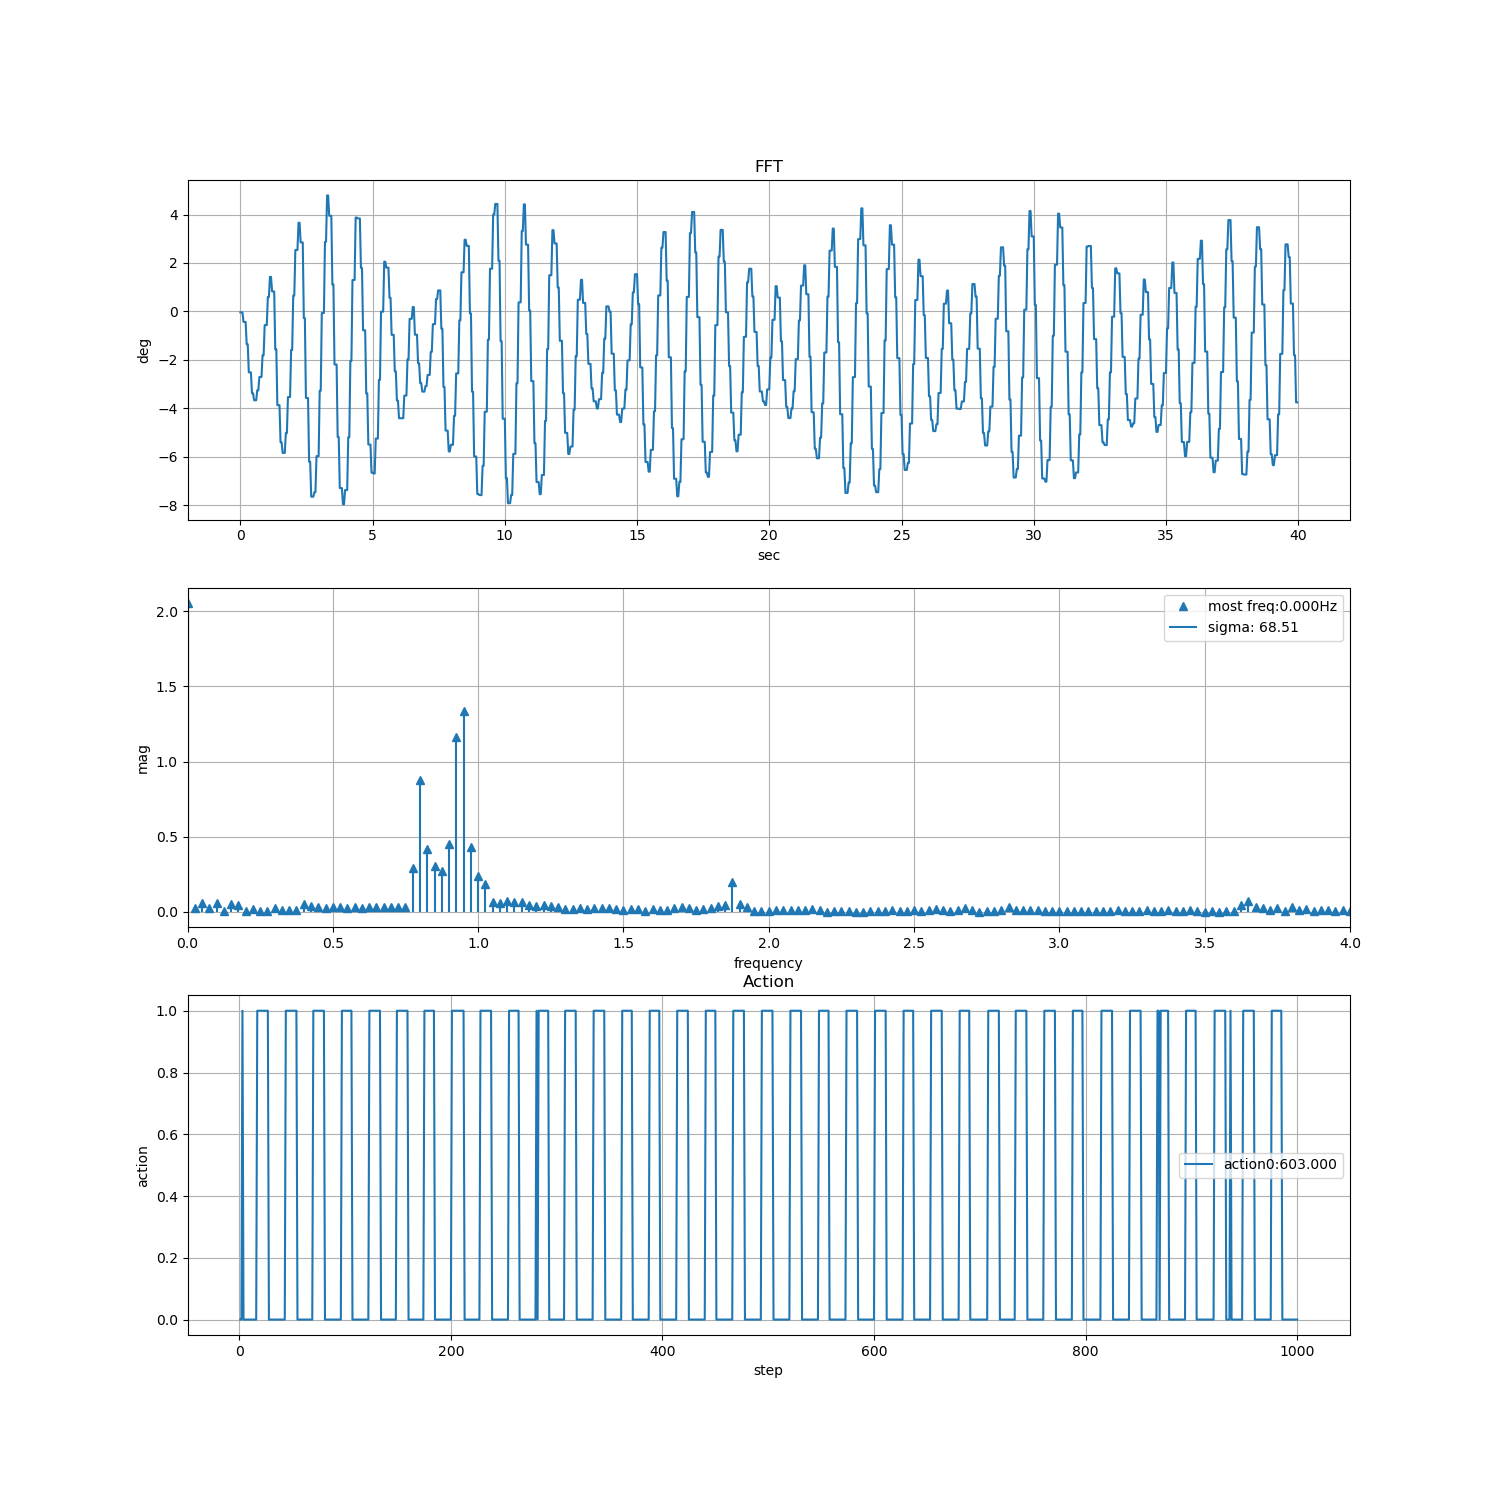 FFT
4
2
0
−2
−4
−6
−8
deg
0 5 10 15 20 25 30 35 40
sec
2.0
1.5
1.0
0.5
0.0
mag
most freq:0.000Hz
sigma: 68.51
0.0 0.5 1.0 1.5 2.0 2.5 3.0 3.5 4.0
frequency
Action
1.0
0.8
0.6
0.4
0.2
0.0
action
action0:603.000
0 200 400 600 800 1000
step